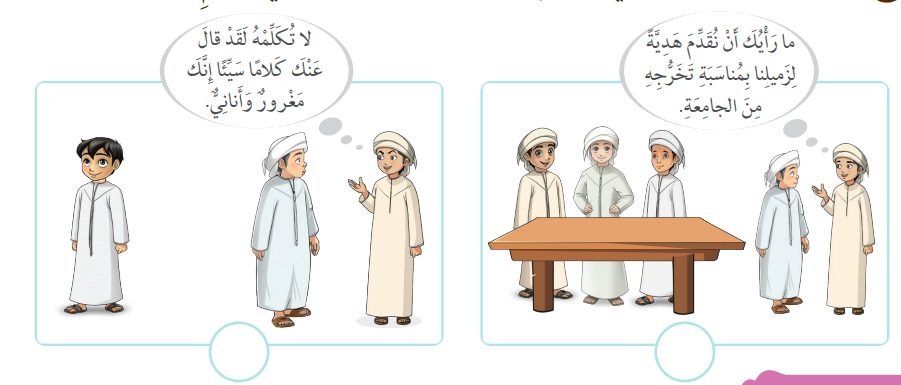 ما رَأْيُكَ أَنْ نُقَدِّمَ هَدِيَّةً
لِزَميلِنا بِمُناسَبَةِ تَخَرُّجِهِ
مِنَ الجامِعَةِ.
لا تُكَلِّمْهُ لَقَدْ قالَ
عَنْكَ كَلامًا سَيِّئًا إِنَّكَ
مَغْرورٌ وَأَنانِيٌّ.